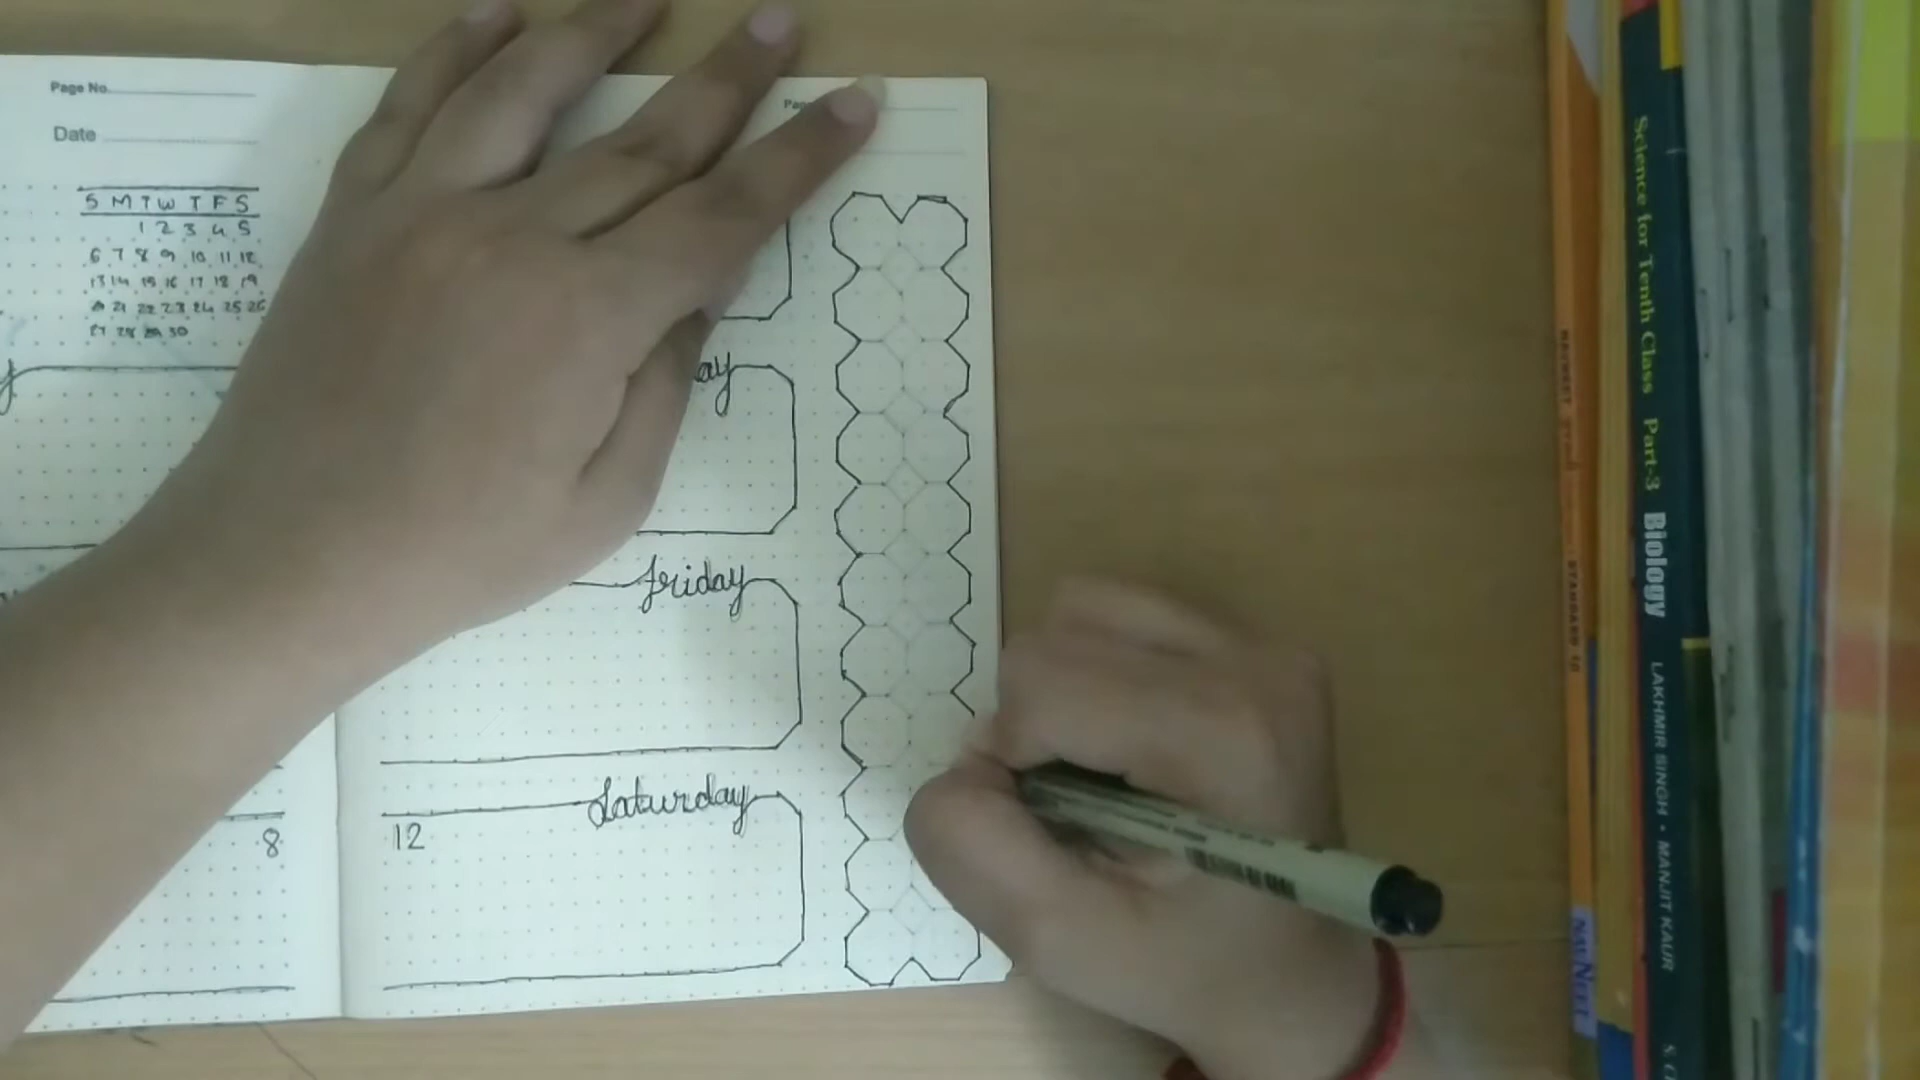 Page No.
Date
S M T W T F S
1 2 3 4 5
6 7 8 9 10 11 12
13 14 15 16 17 18 19
21 22 23 24 25 26
27 28 29 30
y
8
Pag
ay
friday
Saturday
12
Science for Tenth Class Part-3 Biology
LAKHMIR SINGH • MANJIT KAUR